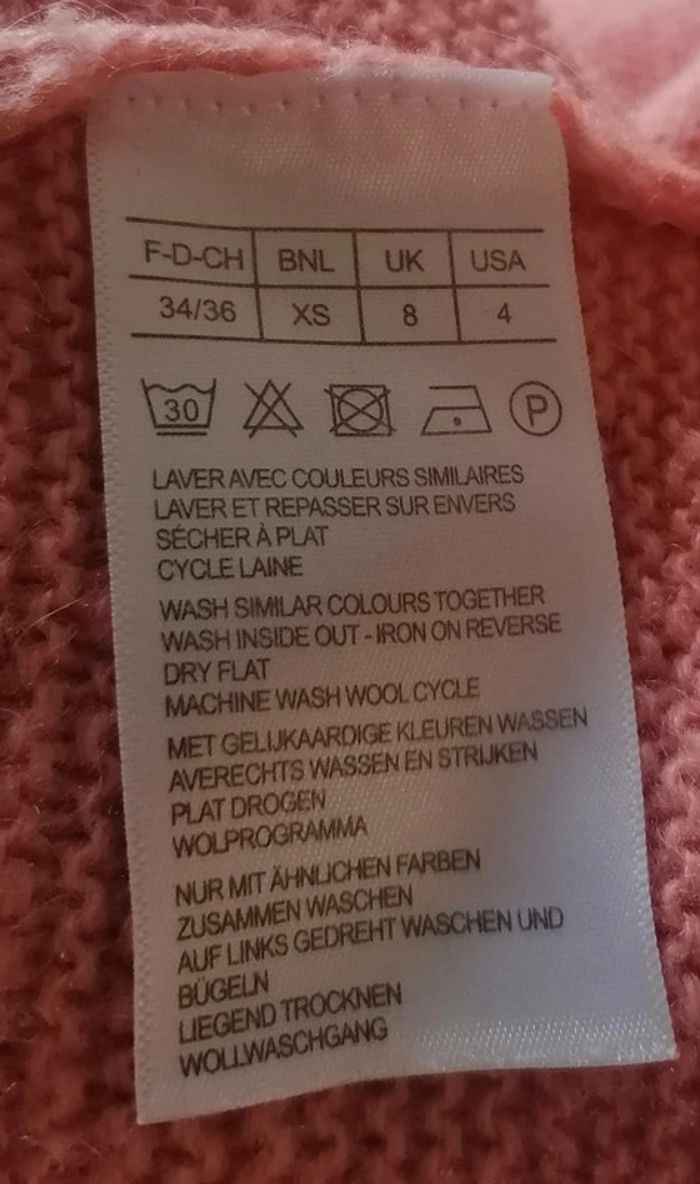 F-D-CH BNL UK USA
34/36 XS 8 4
30 P
LAVER AVEC COULEURS SIMILAIRES
LAVER ET REPASSER SUR ENVERS
SÉCHER À PLAT
CYCLE LAINE
WASH SIMILAR COLOURS TOGETHER
WASH INSIDE OUT - IRON ON REVERSE
DRY FLAT
MACHINE WASH WOOL CYCLE
MET GELIJKAARDIGE KLEUREN WASSEN
AVERECHTS WASSEN EN STRIJKEN
PLAT DROGEN
WOLPROGRAMMA
NUR MIT ÄHNLICHEN FARBEN
ZUSAMMEN WASCHEN
AUF LINKS GEDREHT WASCHEN UND
BÜGELN
LIEGEND TROCKNEN
WOLLWASCHGANG